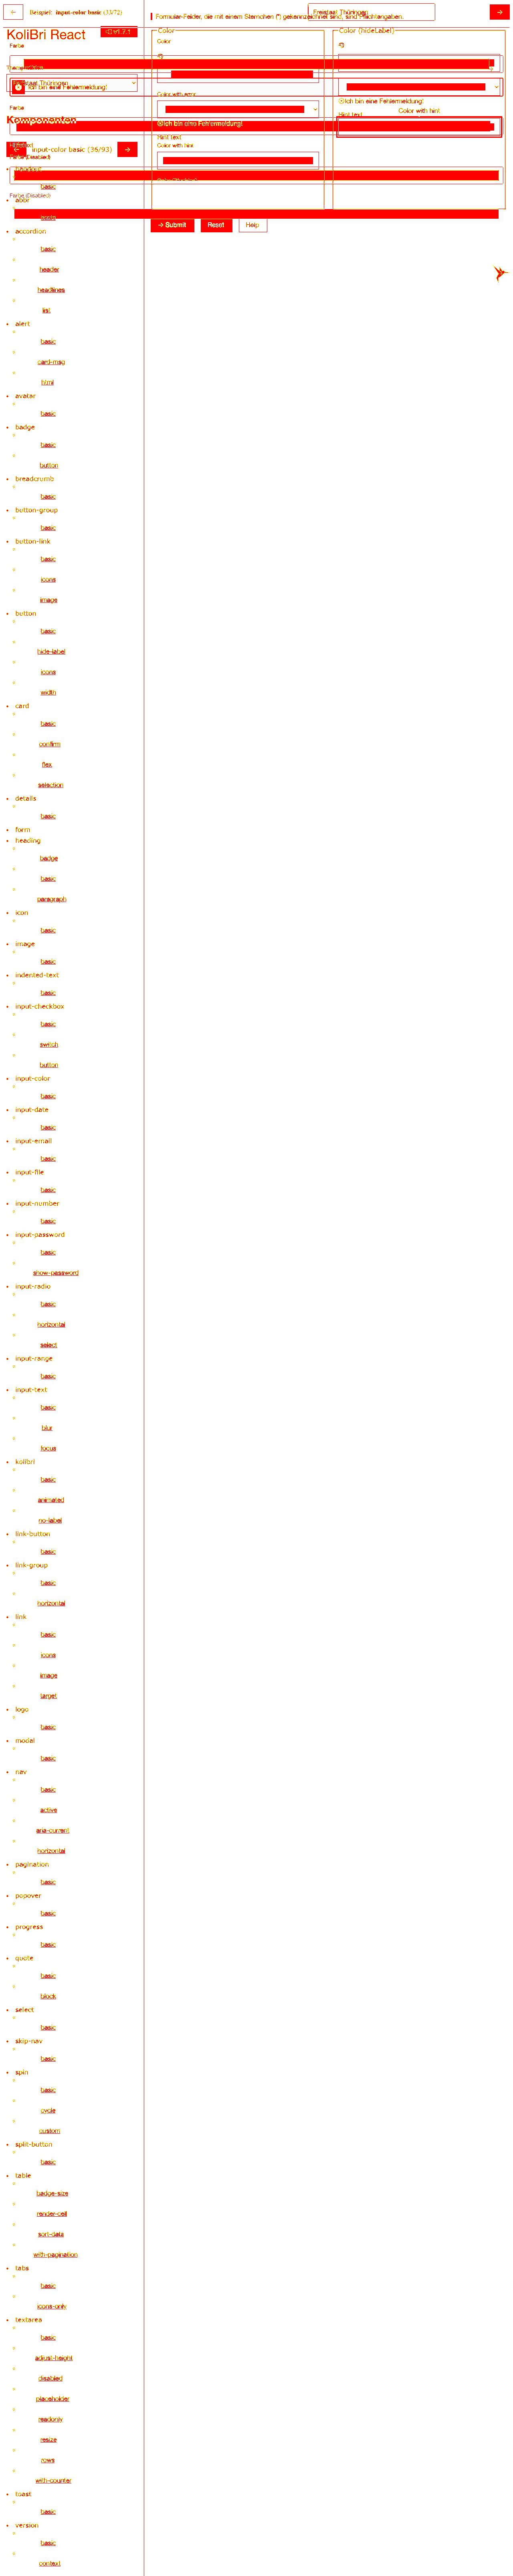 Beispiel: input-color basic
Formular-Felder, die mit einem Sternchen (*) gekennzeichnet sind, sind Pflichtangaben.
Freistaat Thüringen
KoliBri React
v1.7.1
Color
Color (hideLabel)
Farbe
Color
Ich bin eine Fehlermeldung!
Ich bin eine Fehlermeldung!
Color with hint
Farbe
Hint text
Komponenten
Ich bin eine Fehlermeldung!
Hint text
input-color basic (36/93)
Color with hint
Farbe (Disabled)
→ Submit
Reset
Help
basic
abbr
accordion
basic
header
headlines
list
alert
basic
card-msg
html
avatar
basic
badge
basic
button
breadcrumb
basic
button-group
basic
button-link
basic
icons
image
button
basic
hide-label
icons
width
card
basic
confirm
flex
selection
details
basic
form
heading
badge
basic
paragraph
icon
basic
image
basic
indented-text
basic
input-checkbox
basic
switch
button
input-color
basic
input-date
basic
input-email
basic
input-file
basic
input-number
basic
input-password
basic
show-password
input-radio
basic
horizontal
select
input-range
basic
input-text
basic
blur
focus
kolibri
basic
animated
no-label
link-button
basic
link-group
basic
horizontal
link
basic
icons
image
target
logo
basic
modal
basic
nav
basic
active
aria-current
horizontal
pagination
basic
popover
basic
progress
basic
quote
basic
block
select
basic
skip-nav
basic
spin
basic
cycle
custom
split-button
basic
table
badge-size
render-cell
sort-data
with-pagination
tabs
basic
icons-only
textarea
basic
adjust-height
disabled
placeholder
readonly
resize
rows
with-counter
toast
basic
version
basic
context